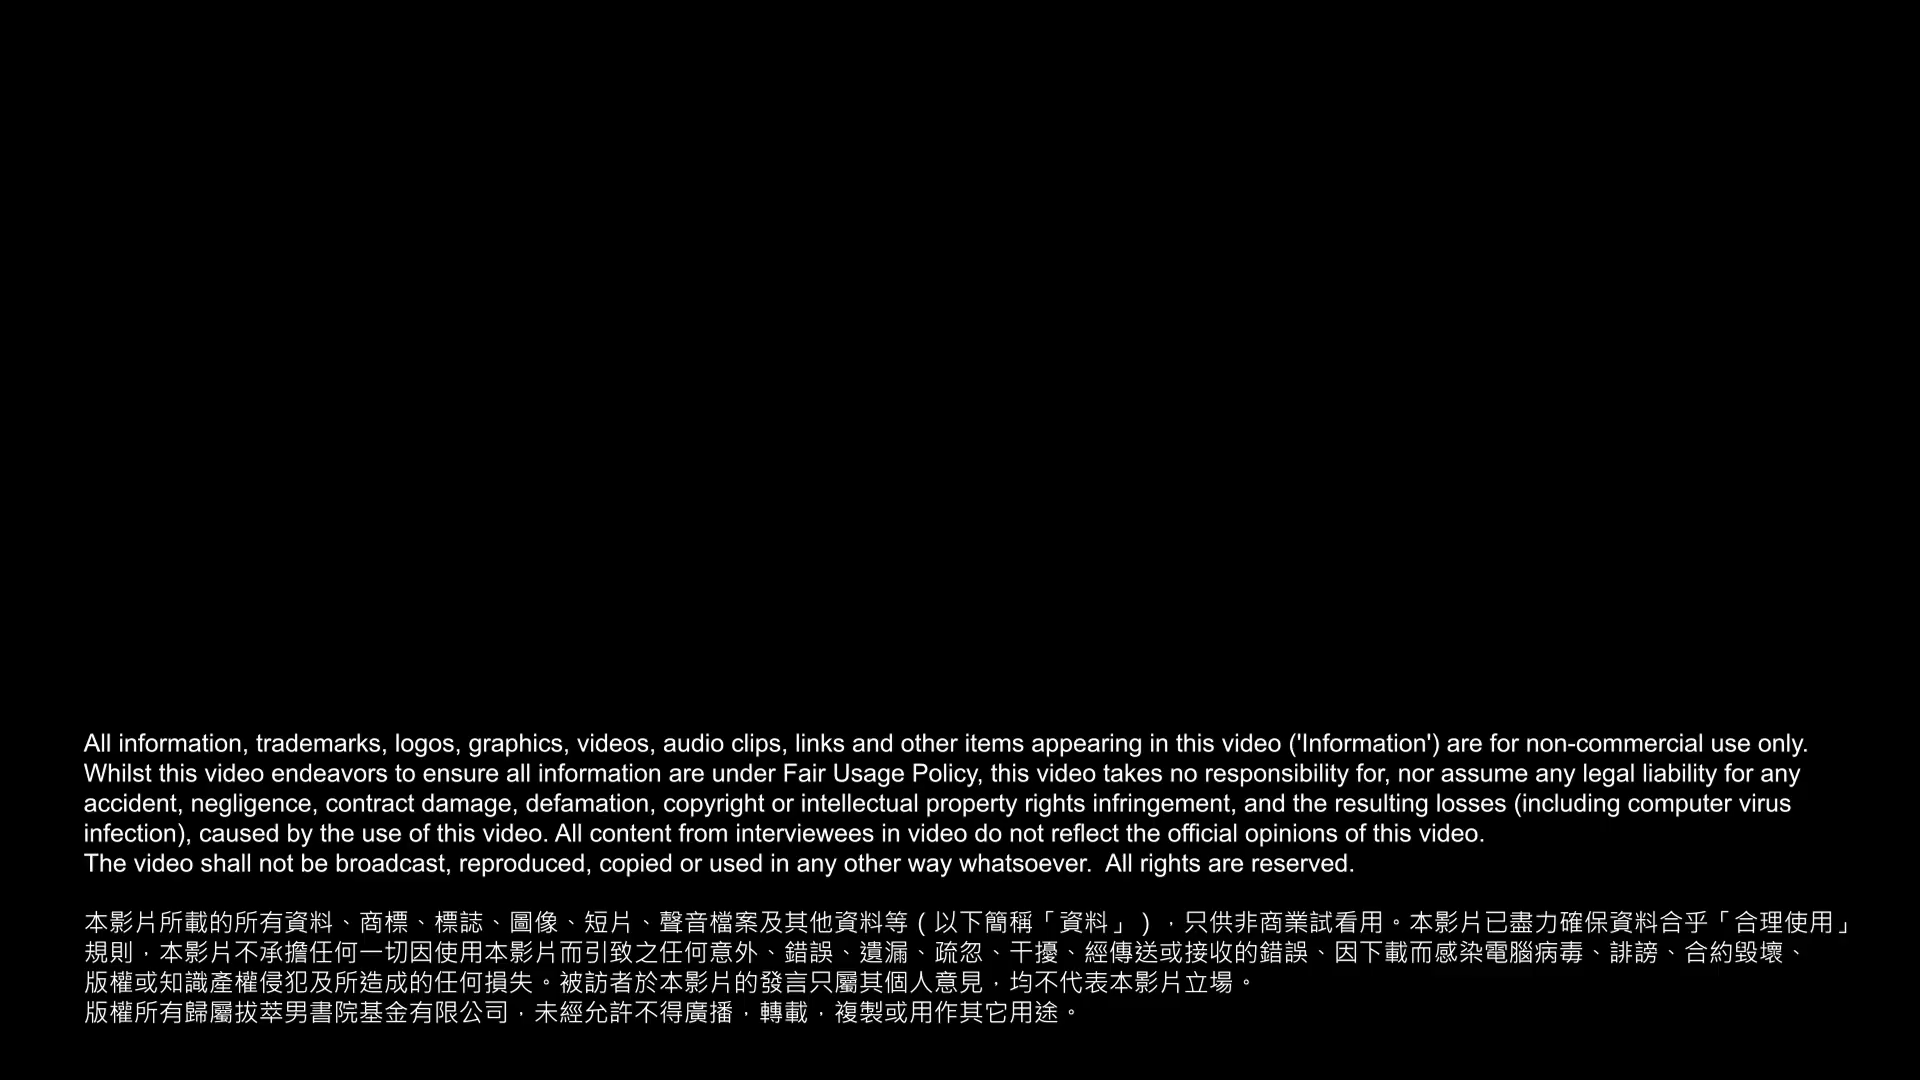 All information, trademarks, logos, graphics, videos, audio clips, links and other items appearing in this video ('Information') are for non-commercial use only.
Whilst this video endeavors to ensure all information are under Fair Usage Policy, this video takes no responsibility for, nor assume any legal liability for any
accident, negligence, contract damage, defamation, copyright or intellectual property rights infringement, and the resulting losses (including computer virus
infection), caused by the use of this video. All content from interviewees in video do not reflect the official opinions of this video.
The video shall not be broadcast, reproduced, copied or used in any other way whatsoever.  All rights are reserved.
本影片所載的所有資料、商標、標誌、圖像、短片、聲音檔案及其他資料等（以下簡稱「資料」），只供非商業試看用。本影片已盡力確保資料合乎「合理使用」
規則，本影片不承擔任何一切因使用本影片而引致之任何意外、錯誤、遺漏、疏忽、干擾、經傳送或接收的錯誤、因下載而感染電腦病毒、誹謗、合約毀壞、
版權或知識產權侵犯及所造成的任何損失。被訪者於本影片的發言只屬其個人意見，均不代表本影片立場。
版權所有歸屬拔萃男書院基金有限公司，未經允許不得廣播，轉載，複製或用作其它用途。